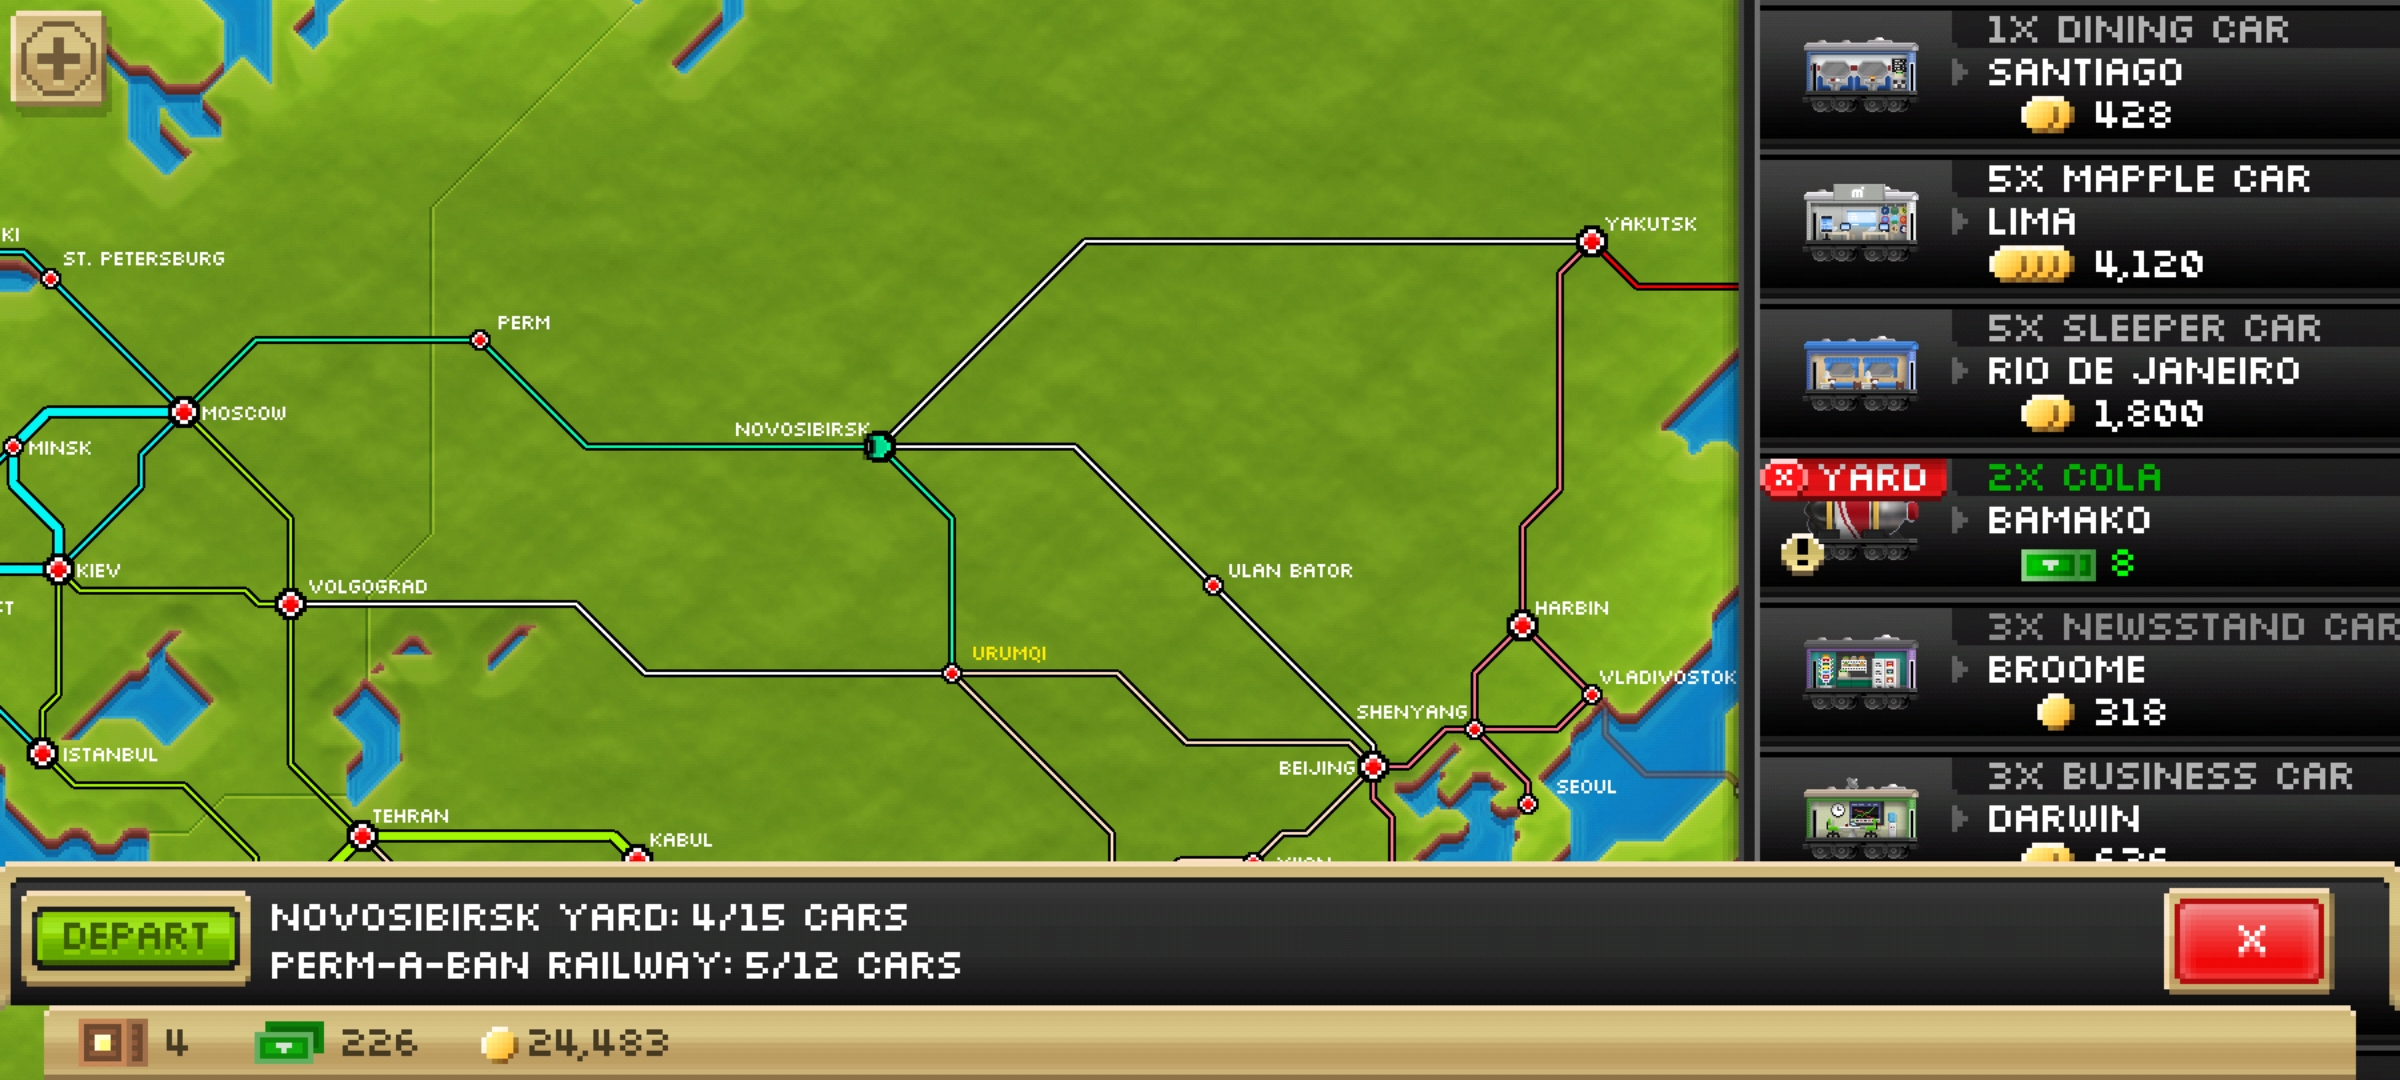 1X DINING CAR
SANTIAGO
428
5X MAPPLE CAR
LIMA
4,120
5X SLEEPER CAR
RIO DE JANEIRO
1,800
YARD
2X COLA
BAMAKO
8
3X NEWSSTAND CAR
BROOME
318
3X BUSINESS CAR
DARWIN
KI
ST. PETERSBURG
YAKUTSK
PERM
MOSCOW
NOVOSIBIRSK
MINSK
KIEV
ULAN BATOR
VOLGOGRAD
HARBIN
URUMQI
VLADIVOSTOK
SHENYANG
ISTANBUL
BEIJING
SEOUL
TEHRAN
KABUL
DEPART
NOVOSIBIRSK YARD: 4/15 CARS
PERM-A-BAN RAILWAY: 5/12 CARS
X
4
226
24,483